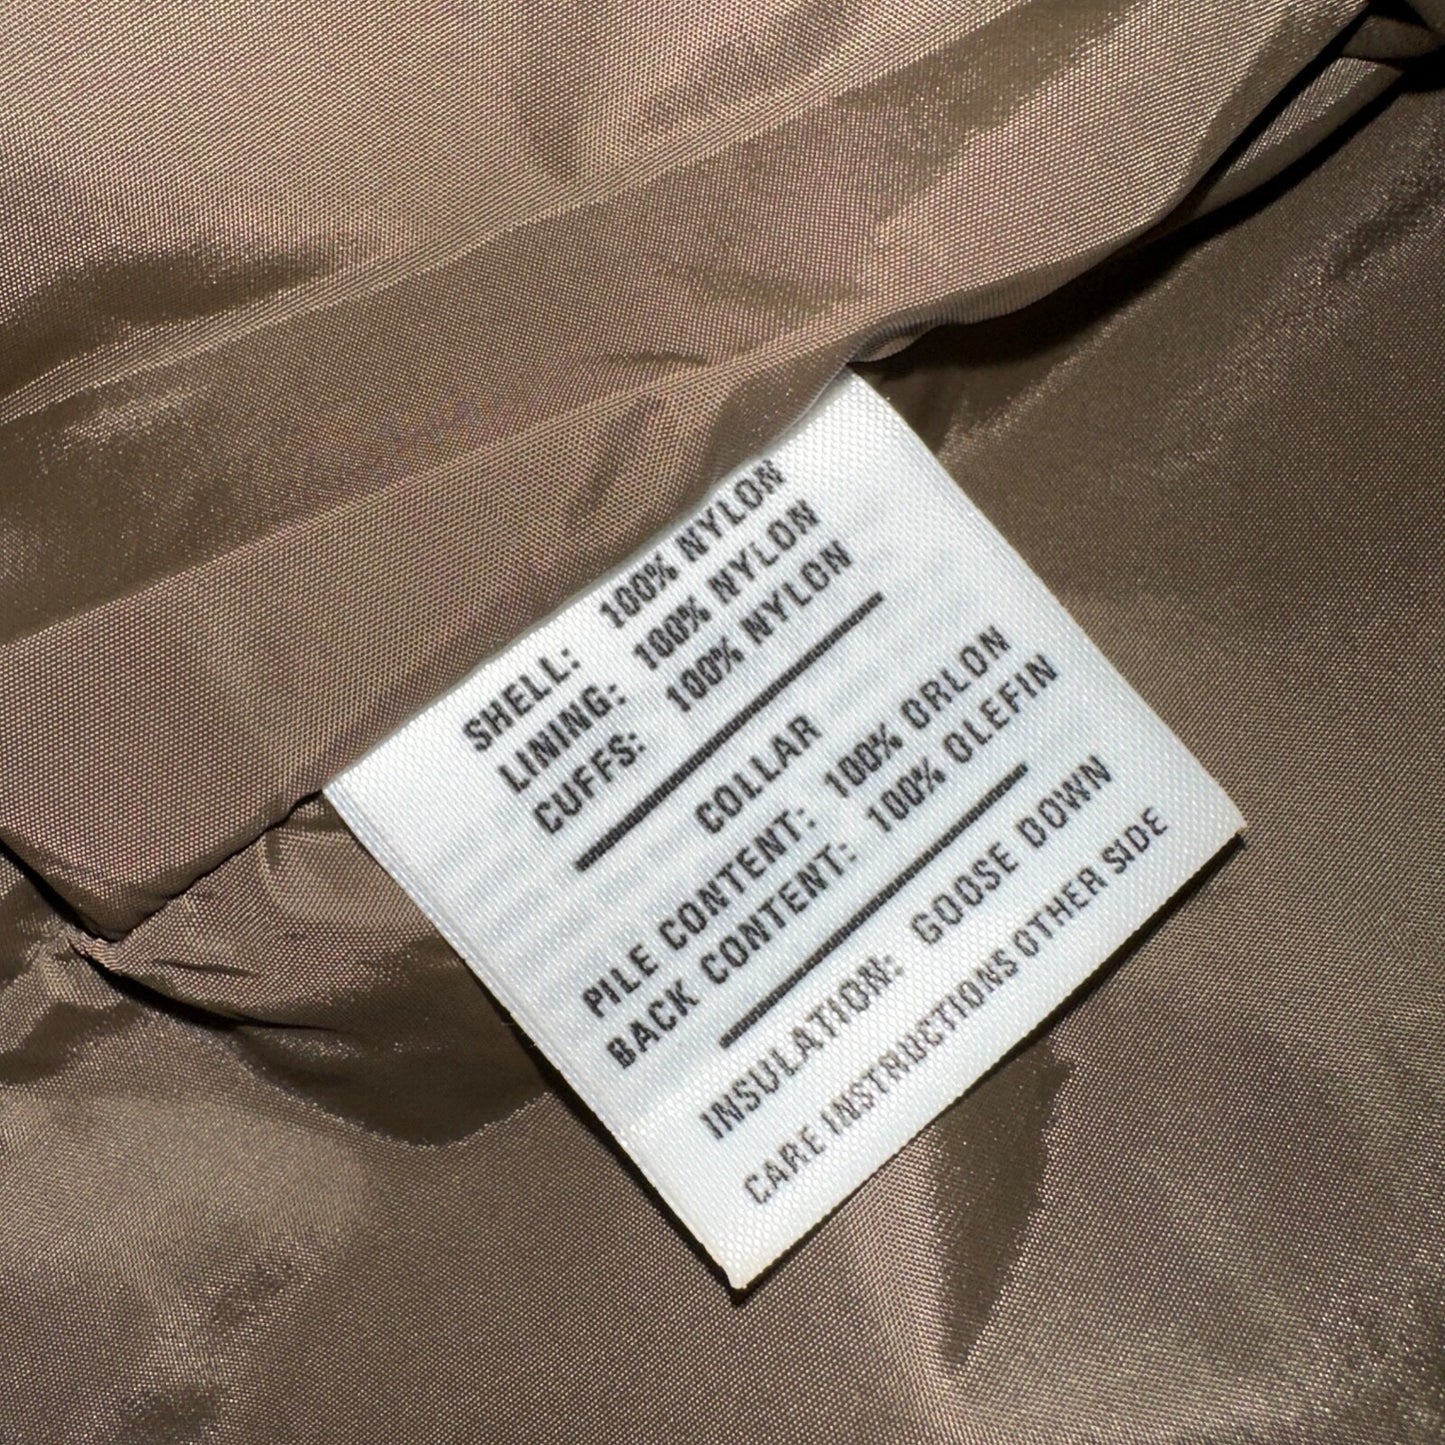 SHELL: 100% NYLON
LINING: 100% NYLON
CUFFS: 100% NYLON
COLLAR
PILE CONTENT: 100% ORLON
BACK CONTENT: 100% OLEFIN
INSULATION: GOOSE DOWN
CARE INSTRUCTIONS OTHER SIDE